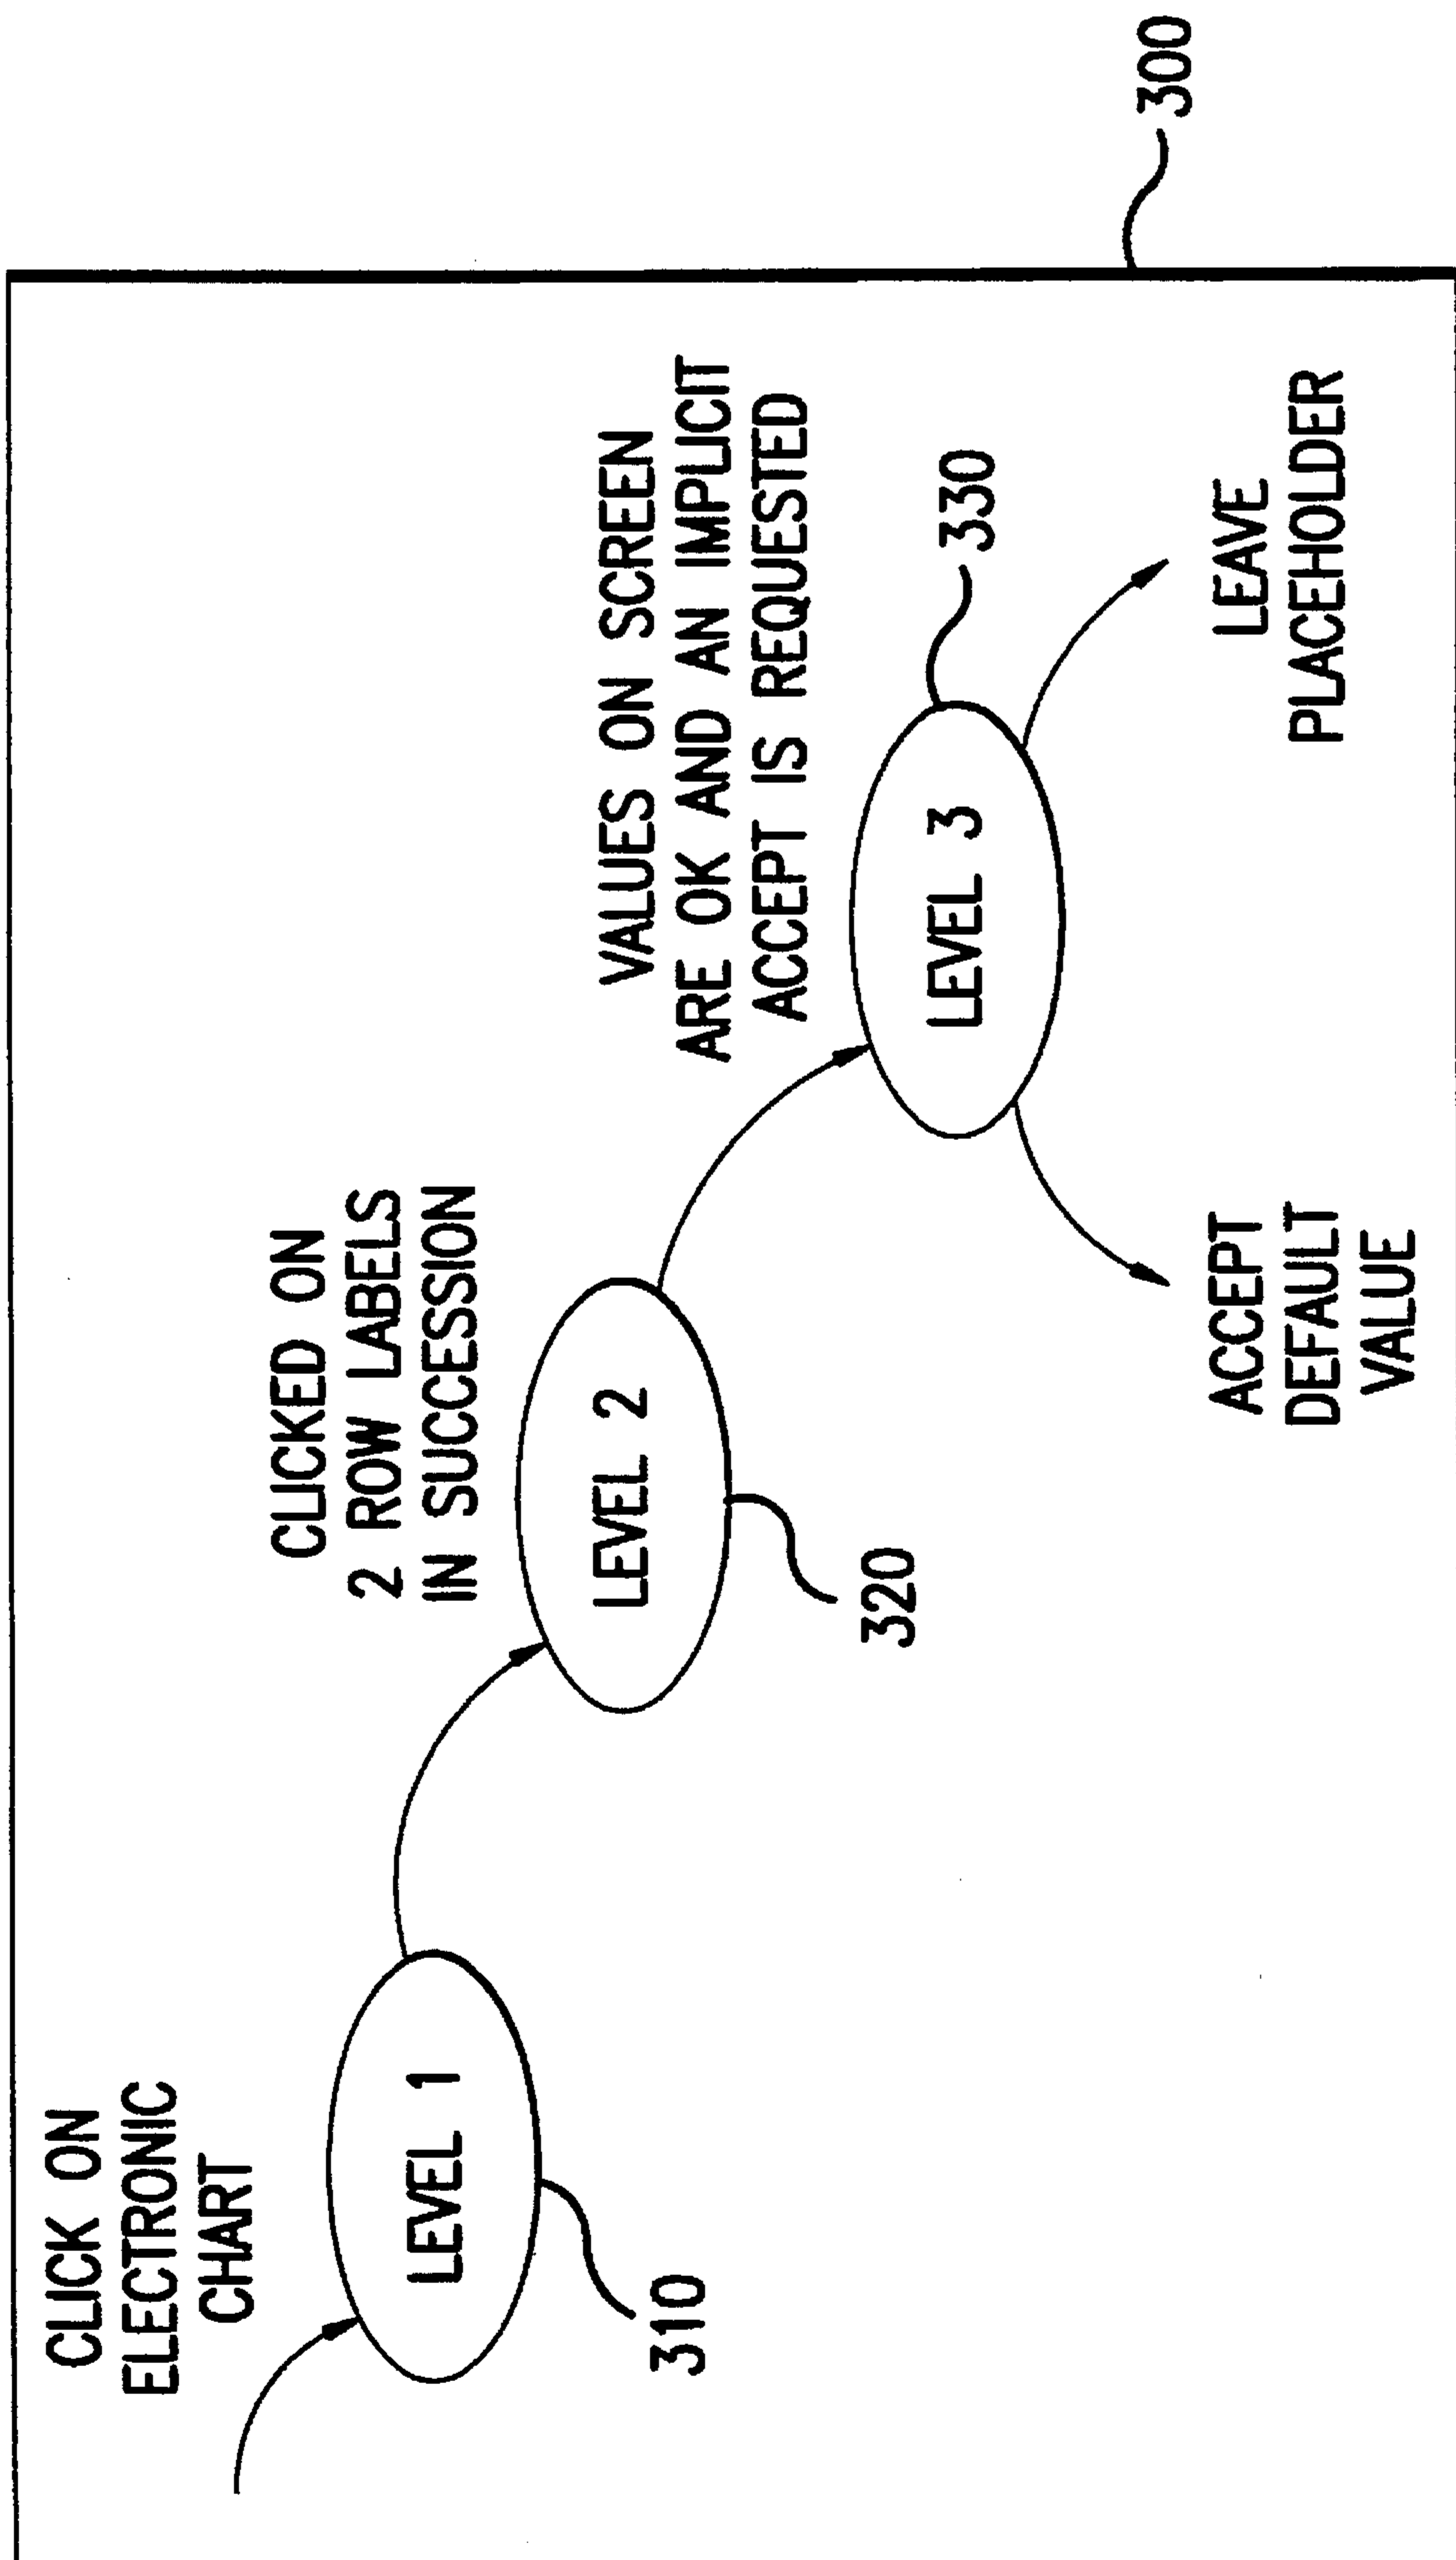 CLICK ON
ELECTRONIC
CHART
LEVEL 1
310
CLICKED ON
2 ROW LABELS
IN SUCCESSION
LEVEL 2
320
VALUES ON SCREEN
ARE OK AND AN IMPLICIT
ACCEPT IS REQUESTED
330
LEVEL 3
ACCEPT
DEFAULT
VALUE
LEAVE
PLACEHOLDER
300